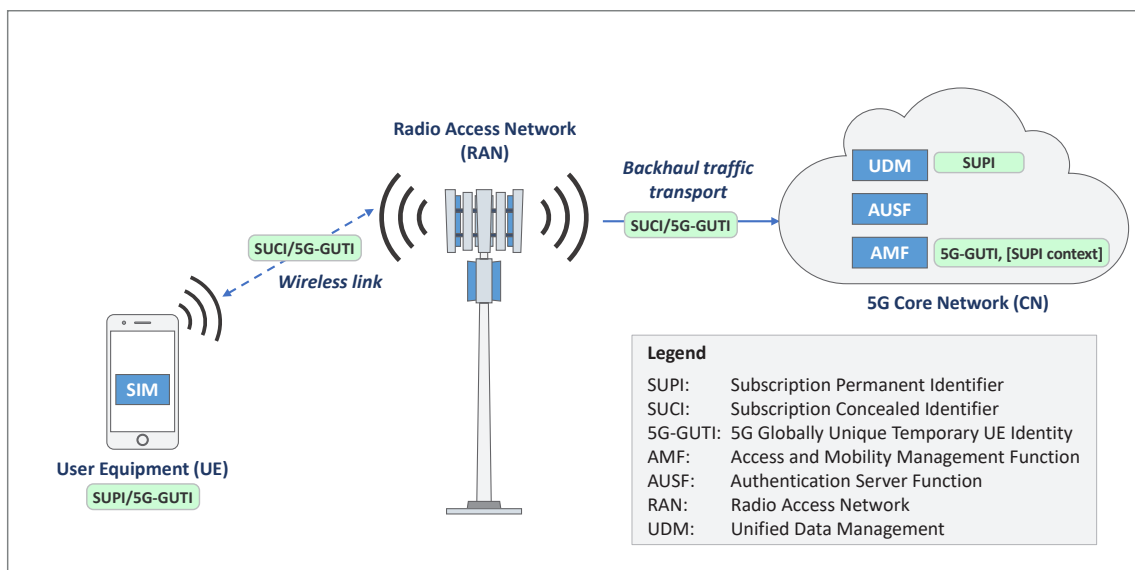 Radio Access Network
(RAN)
Backhaul traffic
transport
SUCI/5G-GUTI
UDM
SUPI
AUSF
AMF
5G-GUTI, [SUPI context]
5G Core Network (CN)
SUCI/5G-GUTI
Wireless link
SIM
User Equipment (UE)
SUPI/5G-GUTI
Legend
SUPI: Subscription Permanent Identifier
SUCI: Subscription Concealed Identifier
5G-GUTI: 5G Globally Unique Temporary UE Identity
AMF: Access and Mobility Management Function
AUSF: Authentication Server Function
RAN: Radio Access Network
UDM: Unified Data Management